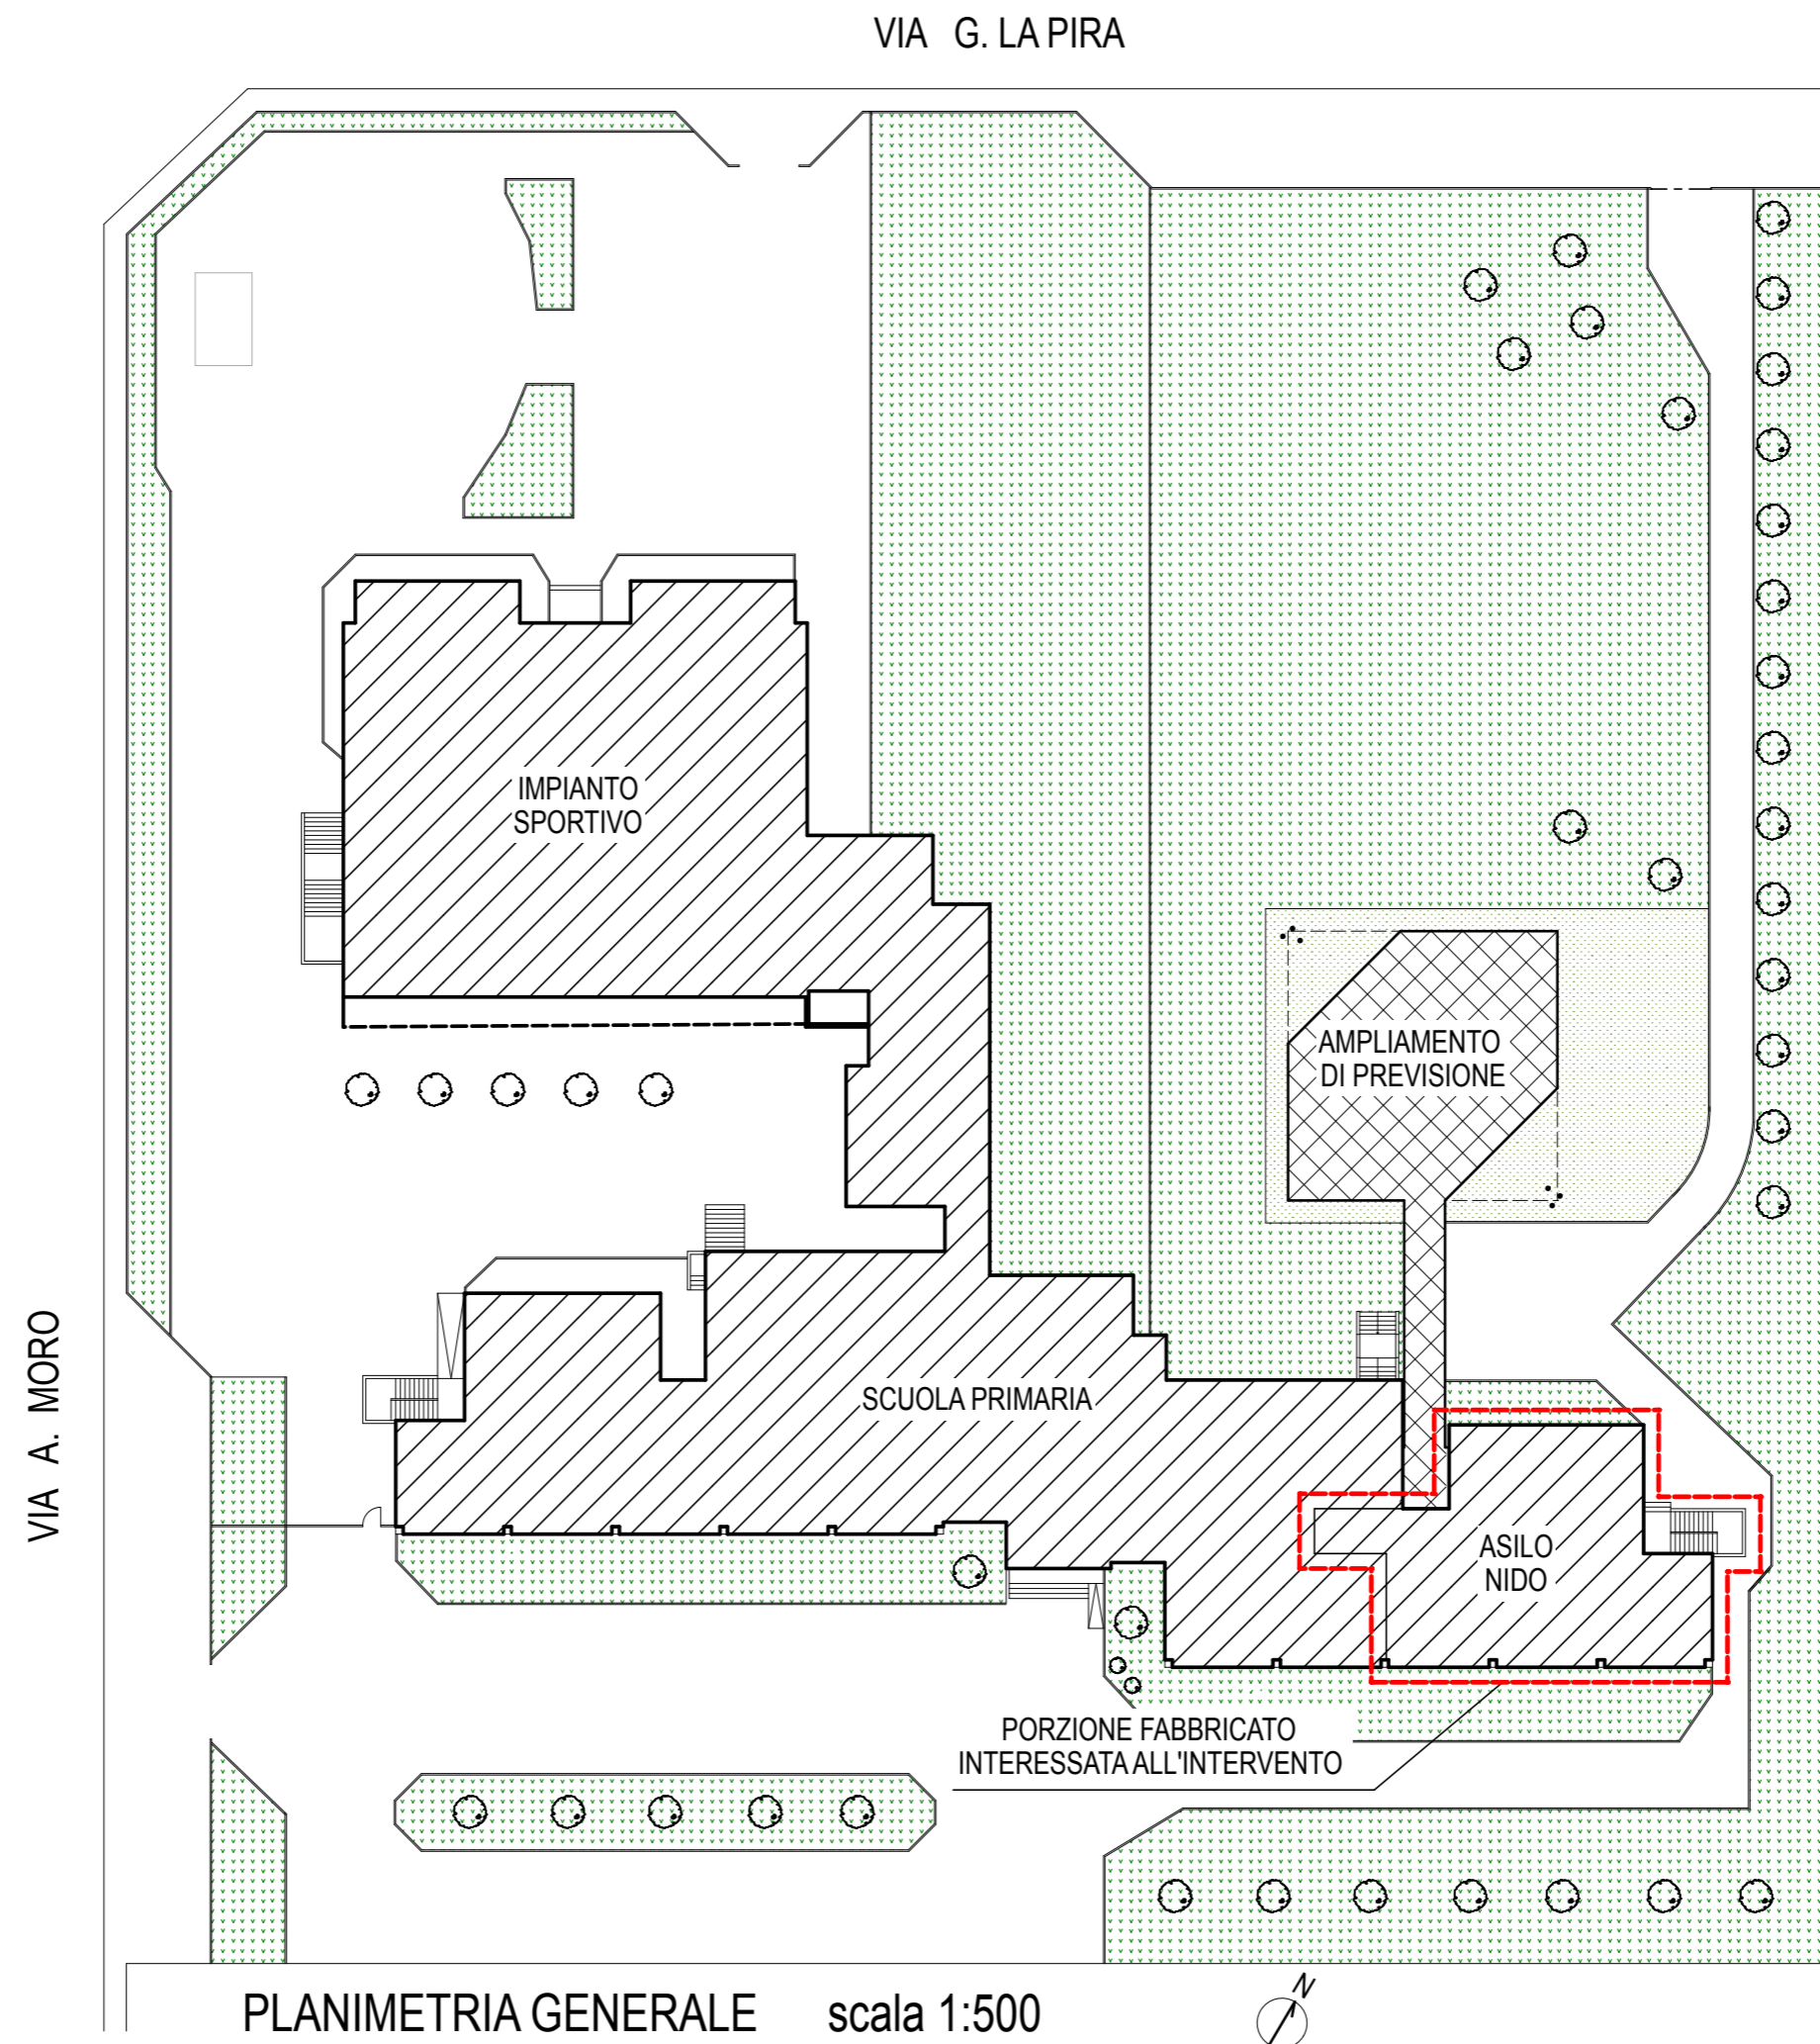 VIA G. LA PIRA
IMPIANTO
SPORTIVO
AMPLIAMENTO
DI PREVISIONE
SCUOLA PRIMARIA
VIA A. MORO
ASILO
NIDO
PORZIONE FABBRICATO
INTERESSATA ALL'INTERVENTO
PLANIMETRIA GENERALE scala 1:500
N